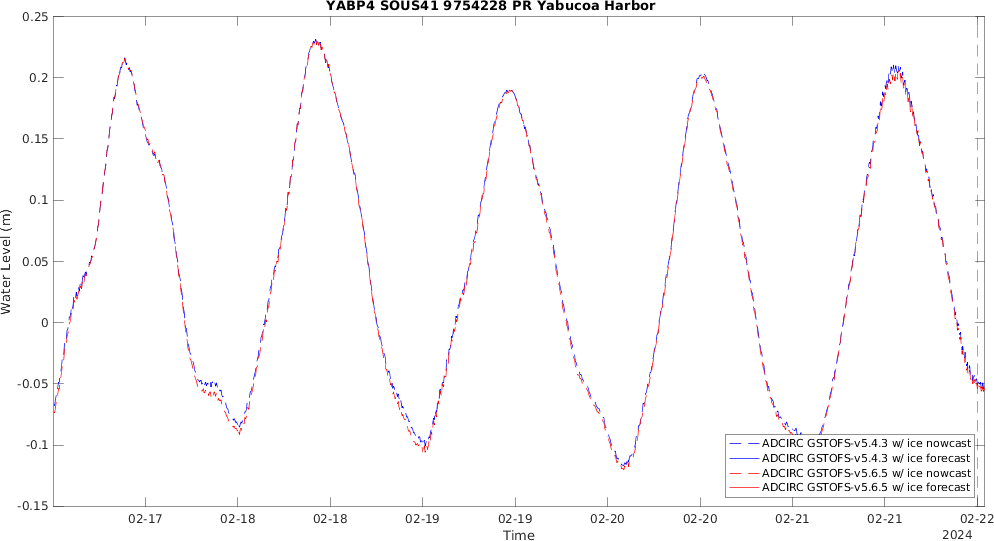 YABP4 SOUS41 9754228 PR Yabucoa Harbor
0.25
0.2
0.15
0.1
0.05
0
-0.05
-0.1
-0.15
Water Level (m)
ADCIRC GSTOFS-v5.4.3 w/ ice nowcast
ADCIRC GSTOFS-v5.4.3 w/ ice forecast
ADCIRC GSTOFS-v5.6.5 w/ ice nowcast
ADCIRC GSTOFS-v5.6.5 w/ ice forecast
02-17 02-18 02-18 02-19 02-19 02-20 02-20 02-21 02-21 02-22
Time 2024